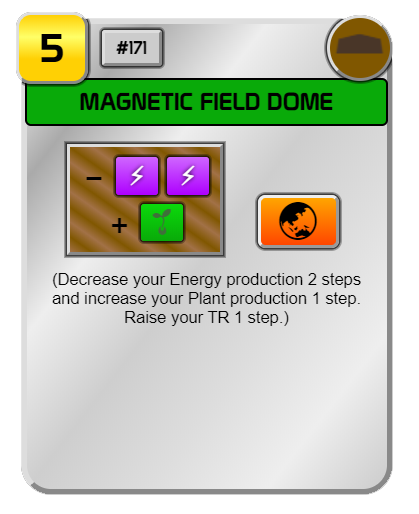 5
#171
MAGNETIC FIELD DOME
-
+
(Decrease your Energy production 2 steps
and increase your Plant production 1 step.
Raise your TR 1 step.)